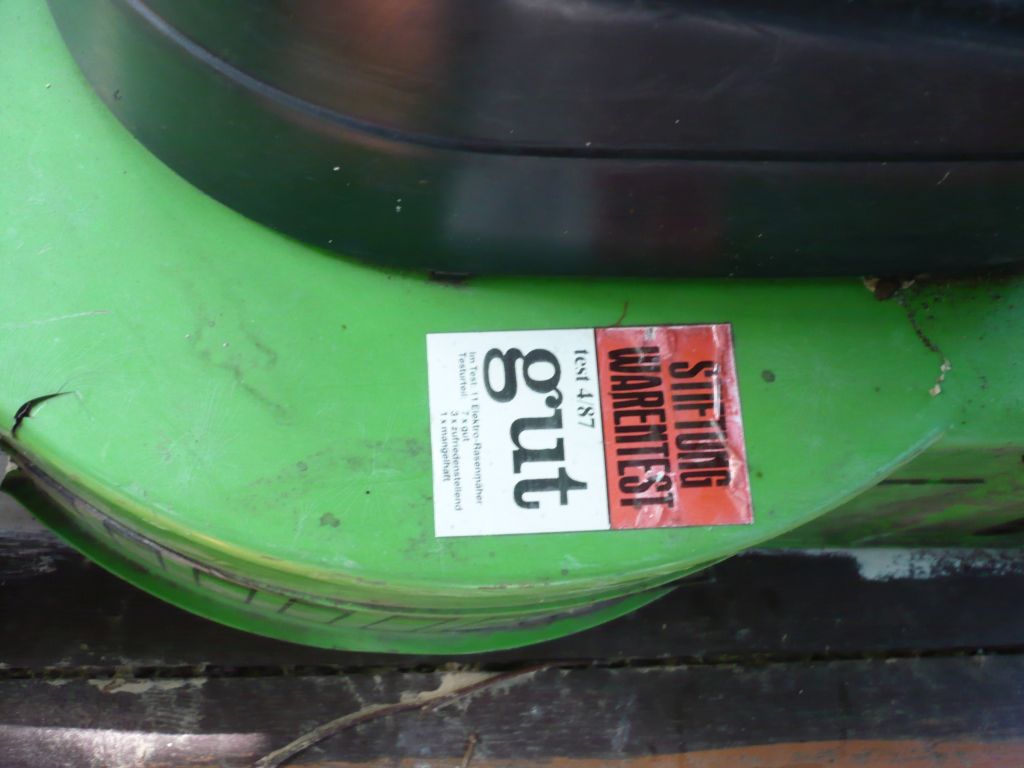 STIFTUNG
WARENTEST
test 4/87
gut
Im Test 11 Elektro-Rasenmäher
Testurteil: 7 x gut
3 x zufriedenstellend
1 x mangelhaft